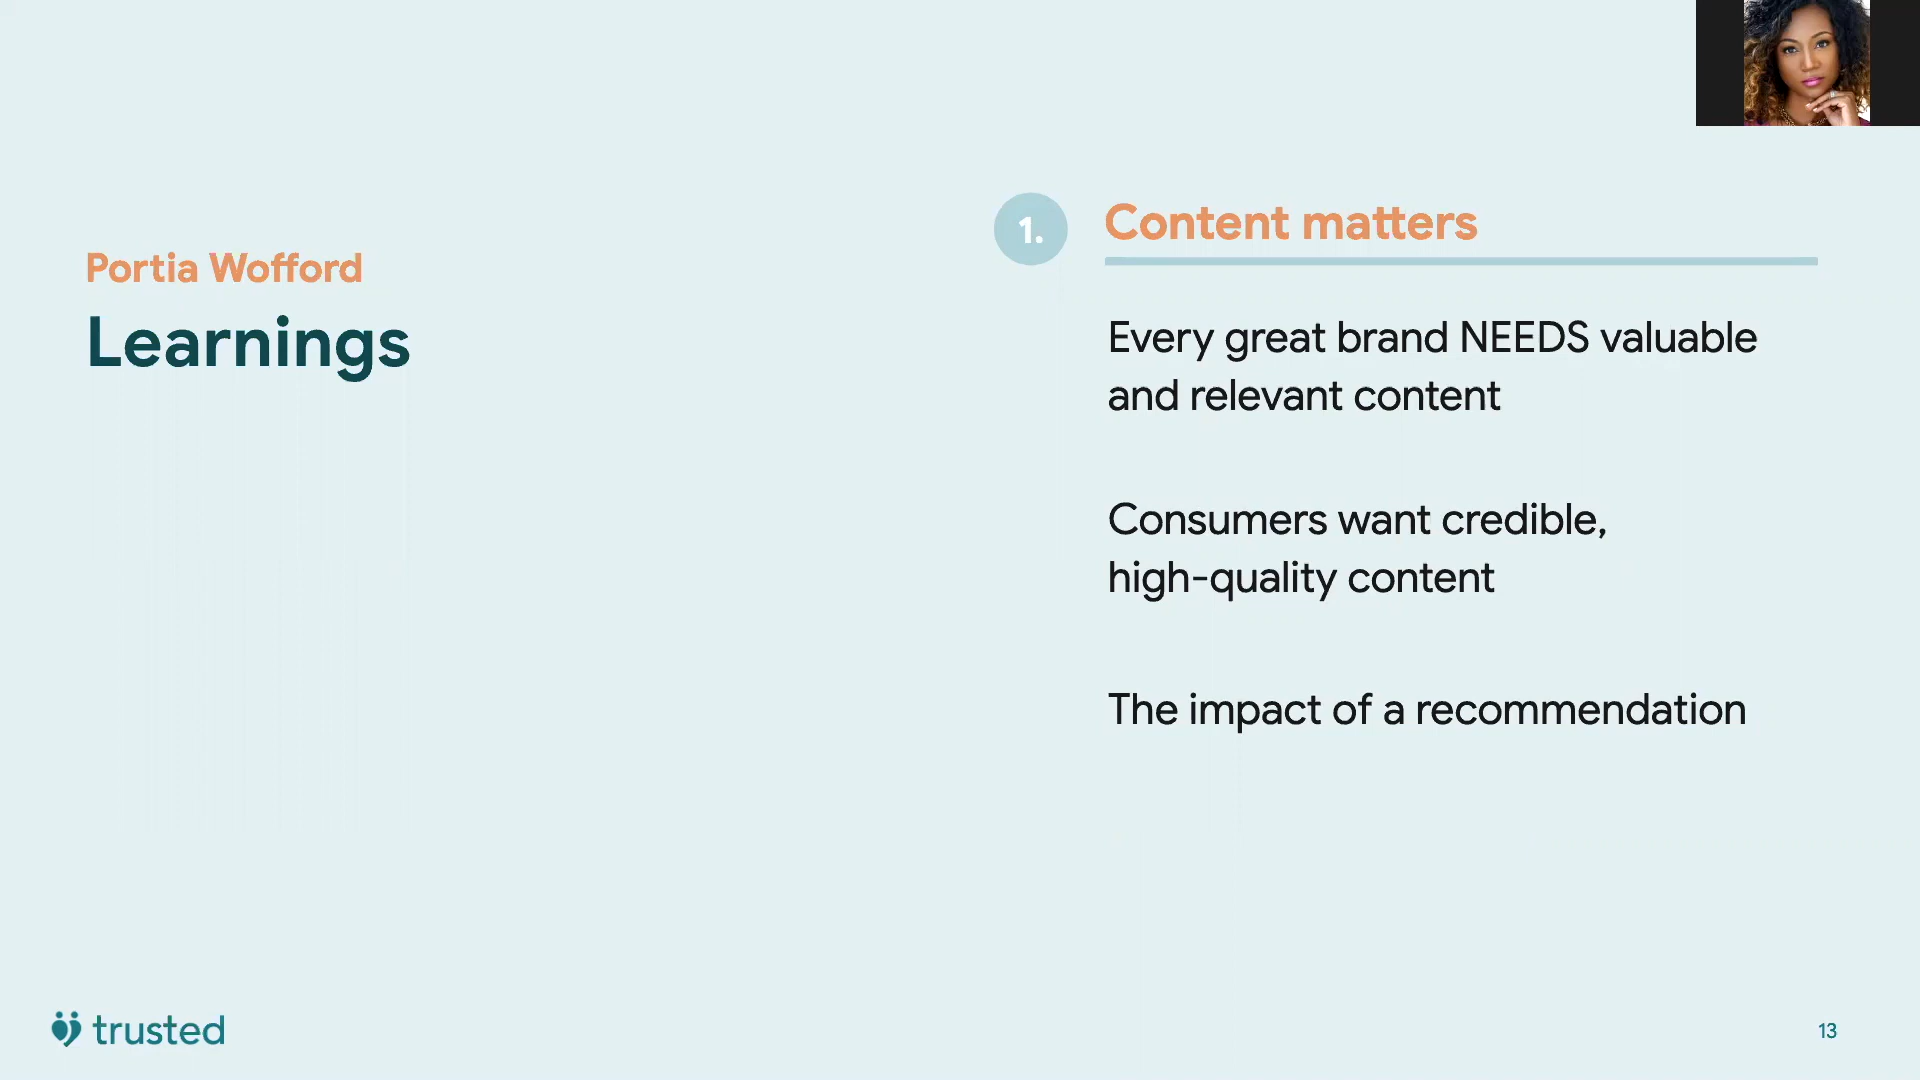 Portia Wofford
Learnings
1.
Content matters
Every great brand NEEDS valuable
and relevant content
Consumers want credible,
high-quality content
The impact of a recommendation
trusted
13